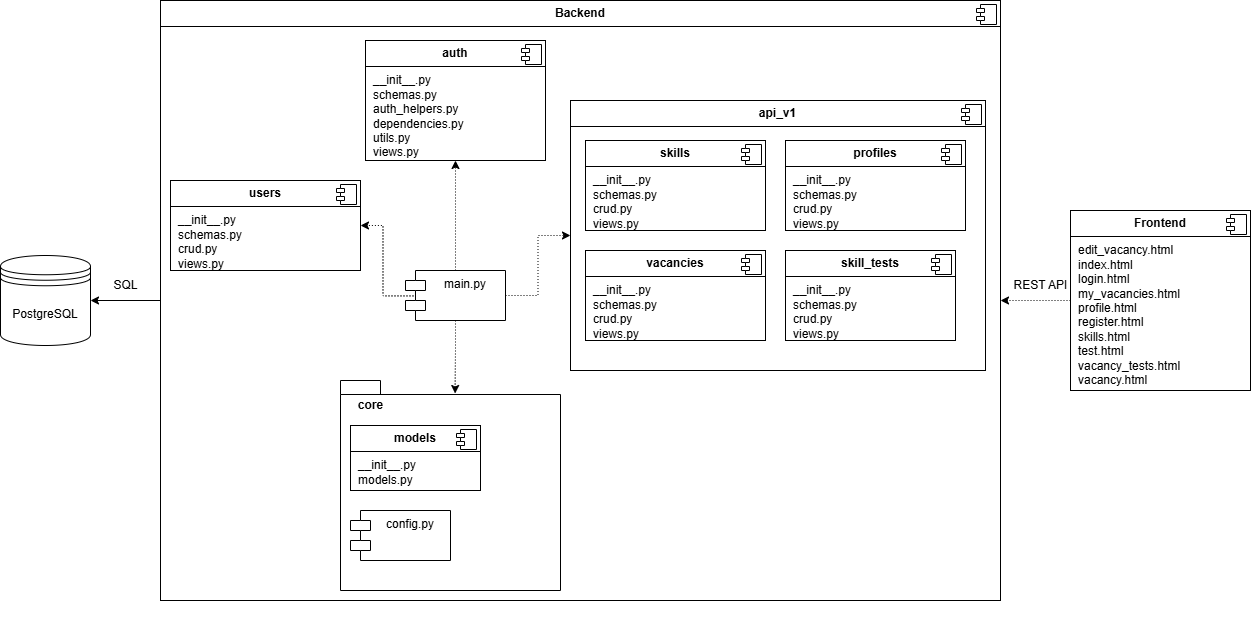 Backend
auth
__init__.py
schemas.py
auth_helpers.py
dependencies.py
utils.py
views.py
api_v1
skills
__init__.py
schemas.py
crud.py
views.py
profiles
__init__.py
schemas.py
crud.py
views.py
users
__init__.py
schemas.py
crud.py
views.py
vacancies
__init__.py
schemas.py
crud.py
views.py
skill_tests
__init__.py
schemas.py
crud.py
views.py
Frontend
edit_vacancy.html
index.html
login.html
my_vacancies.html
profile.html
register.html
skills.html
test.html
vacancy_tests.html
vacancy.html
main.py
SQL
REST API
PostgreSQL
core
models
__init__.py
models.py
config.py